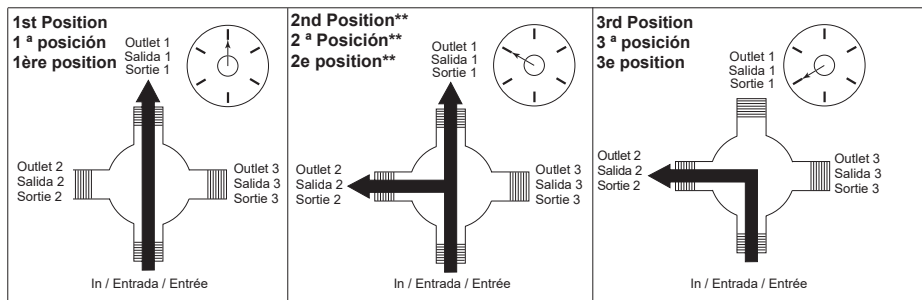 1st Position
1 ª posición
1ère position
Outlet 1
Salida 1
Sortie 1
Outlet 2
Salida 2
Sortie 2
Outlet 3
Salida 3
Sortie 3
In / Entrada / Entrée
2nd Position**
2 ª Posición**
2e position**
Outlet 1
Salida 1
Sortie 1
Outlet 2
Salida 2
Sortie 2
Outlet 3
Salida 3
Sortie 3
In / Entrada / Entrée
3rd Position
3 ª posición
3e position
Outlet 1
Salida 1
Sortie 1
Outlet 2
Salida 2
Sortie 2
Outlet 3
Salida 3
Sortie 3
In / Entrada / Entrée